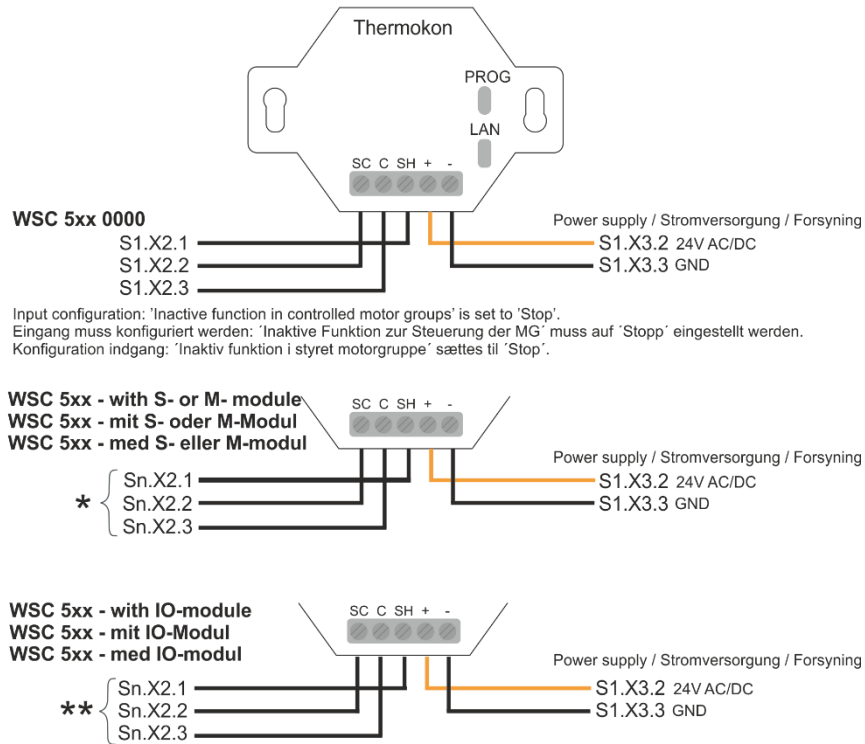 Thermokon
PROG
LAN
SC C SH + -
WSC 5xx 0000
S1.X2.1
S1.X2.2
S1.X2.3
Power supply / Stromversorgung / Forsyning
S1.X3.2 24V AC/DC
S1.X3.3 GND
Input configuration: 'Inactive function in controlled motor groups' is set to 'Stop'.
Eingang muss konfiguriert werden: ´Inaktive Funktion zur Steuerung der MG´ muss auf ´Stopp´ eingestellt werden.
Konfiguration indgang: ´Inaktiv funktion i styret motorgruppe´ sættes til ´Stop´.
WSC 5xx - with S- or M- module
WSC 5xx - mit S- oder M-Modul
WSC 5xx - med S- eller M-modul
SC C SH + -
*
Sn.X2.1
Sn.X2.2
Sn.X2.3
Power supply / Stromversorgung / Forsyning
S1.X3.2 24V AC/DC
S1.X3.3 GND
WSC 5xx - with IO-module
WSC 5xx - mit IO-Modul
WSC 5xx - med IO-modul
SC C SH + -
**
Sn.X2.1
Sn.X2.2
Sn.X2.3
Power supply / Stromversorgung / Forsyning
S1.X3.2 24V AC/DC
S1.X3.3 GND